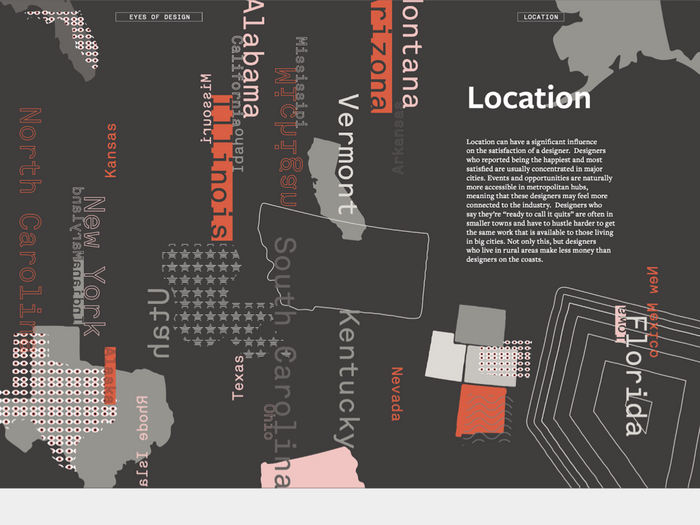 EYES OF DESIGN
LOCATION
Alabama
California
Mississippi
Arizona
Montana
Missouri
Michigan
Illinois
Idaho
Vermont
Arkansas
North Carolin
Kansas
New York
Maryland
Utah
South Carolina
Kentucky
Texas
Ohio
Alaska
Rhode Isla
Nevada
New Mexico
Florida
Location
Location can have a significant influence
on the satisfaction of a designer. Designers
who reported being the happiest and most
satisfied are usually concentrated in major
cities. Events and opportunities are naturally
more accessible in metropolitan hubs,
meaning that these designers may feel more
connected to the industry. Designers who
say they're “ready to call it quits” are often in
smaller towns and have to hustle harder to get
the same work that is available to those living
in big cities. Not only this, but designers
who live in rural areas make less money than
designers on the coasts.